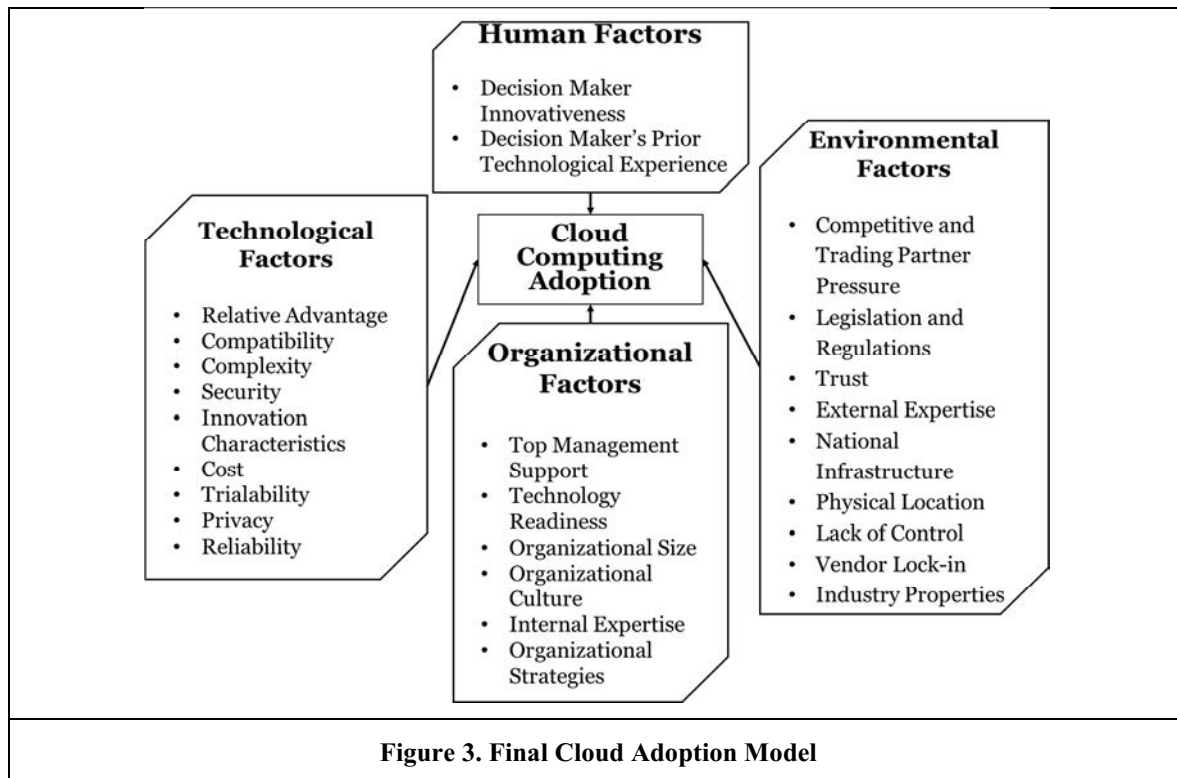 Human Factors
• Decision Maker
Innovativeness
• Decision Maker’s Prior
Technological Experience
Technological
Factors
• Relative Advantage
• Compatibility
• Complexity
• Security
• Innovation
Characteristics
• Cost
• Trialability
• Privacy
• Reliability
Cloud
Computing
Adoption
Organizational
Factors
• Top Management
Support
• Technology
Readiness
• Organizational Size
• Organizational
Culture
• Internal Expertise
• Organizational
Strategies
Environmental
Factors
• Competitive and
Trading Partner
Pressure
• Legislation and
Regulations
• Trust
• External Expertise
• National
Infrastructure
• Physical Location
• Lack of Control
• Vendor Lock-in
• Industry Properties
Figure 3. Final Cloud Adoption Model